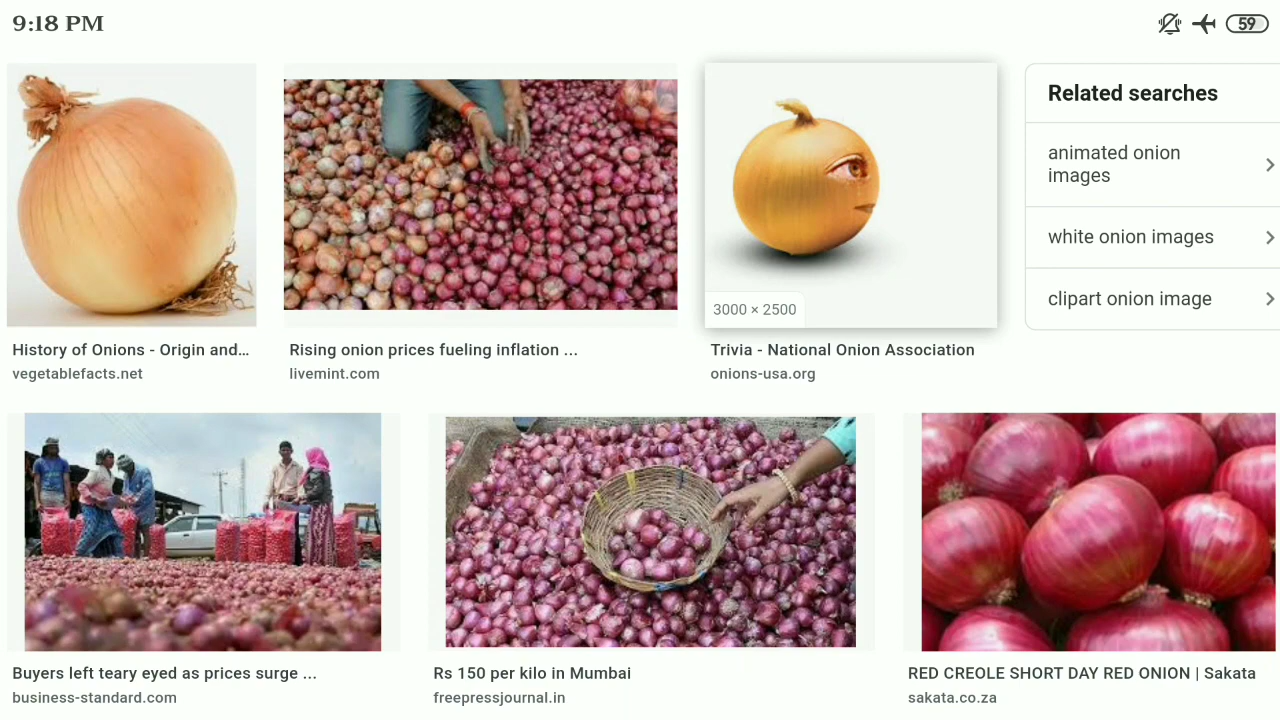 9:18 PM
59
Related searches
animated onion
images
white onion images
clipart onion image
3000 × 2500
History of Onions - Origin and…
vegetablefacts.net
Rising onion prices fueling inflation ...
livemint.com
Trivia - National Onion Association
onions-usa.org
Buyers left teary eyed as prices surge ...
business-standard.com
Rs 150 per kilo in Mumbai
freepressjournal.in
RED CREOLE SHORT DAY RED ONION | Sakata
sakata.co.za